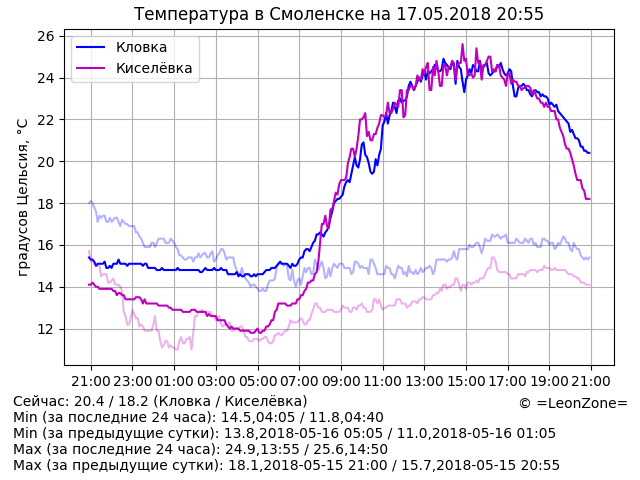 Температура в Смоленске на 17.05.2018 20:55
Кловка
Киселёвка
градусов Цельсия, °C
26
24
22
20
18
16
14
12
21:00 23:00 01:00 03:00 05:00 07:00 09:00 11:00 13:00 15:00 17:00 19:00 21:00
Сейчас: 20.4 / 18.2 (Кловка / Киселёвка)
© =LeonZone=
Min (за последние 24 часа): 14.5,04:05 / 11.8,04:40
Min (за предыдущие сутки): 13.8,2018-05-16 05:05 / 11.0,2018-05-16 01:05
Max (за последние 24 часа): 24.9,13:55 / 25.6,14:50
Max (за предыдущие сутки): 18.1,2018-05-15 21:00 / 15.7,2018-05-15 20:55